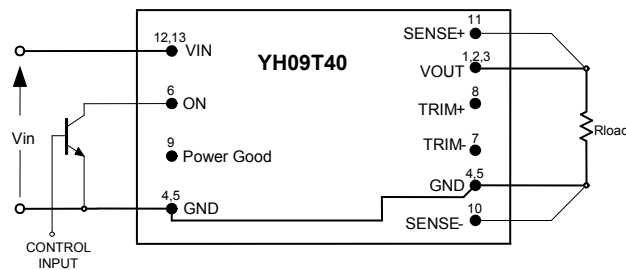 11
SENSE+
12,13
VIN
YH09T40
1,2,3
VOUT
6
ON
8
TRIM+
Vin
Rload
9
Power Good
7
TRIM-
4,5
GND
4,5
GND
10
SENSE-
CONTROL
INPUT